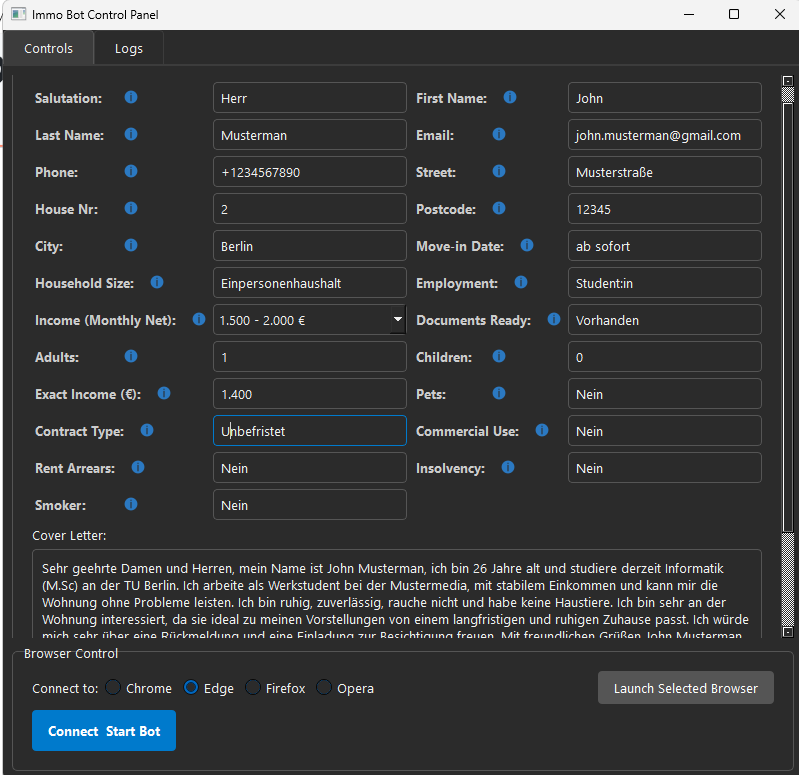 Immo Bot Control Panel
Controls Logs
Salutation: Herr First Name: John
Last Name: Musterman Email: john.musterman@gmail.com
Phone: +1234567890 Street: Musterstraße
House Nr: 2 Postcode: 12345
City: Berlin Move-in Date: ab sofort
Household Size: Einpersonenhaushalt Employment: Student:in
Income (Monthly Net): 1.500 - 2.000 € Documents Ready: Vorhanden
Adults: 1 Children: 0
Exact Income (€): 1.400 Pets: Nein
Contract Type: Unbefristet Commercial Use: Nein
Rent Arrears: Nein Insolvency: Nein
Smoker: Nein
Cover Letter:
Sehr geehrte Damen und Herren, mein Name ist John Musterman, ich bin 26 Jahre alt und studiere derzeit Informatik
(M.Sc) an der TU Berlin. Ich arbeite als Werkstudent bei der Mustermedia, mit stabilem Einkommen und kann mir die
Wohnung ohne Probleme leisten. Ich bin ruhig, zuverlässig, rauche nicht und habe keine Haustiere. Ich bin sehr an der
Wohnung interessiert, da sie ideal zu meinen Vorstellungen von einem langfristigen und ruhigen Zuhause passt. Ich würde
mich sehr über eine Rückmeldung und eine Einladung zur Besichtigung freuen. Mit freundlichen Grüßen John Musterman
Browser Control
Connect to: Chrome Edge Firefox Opera Launch Selected Browser
Connect Start Bot